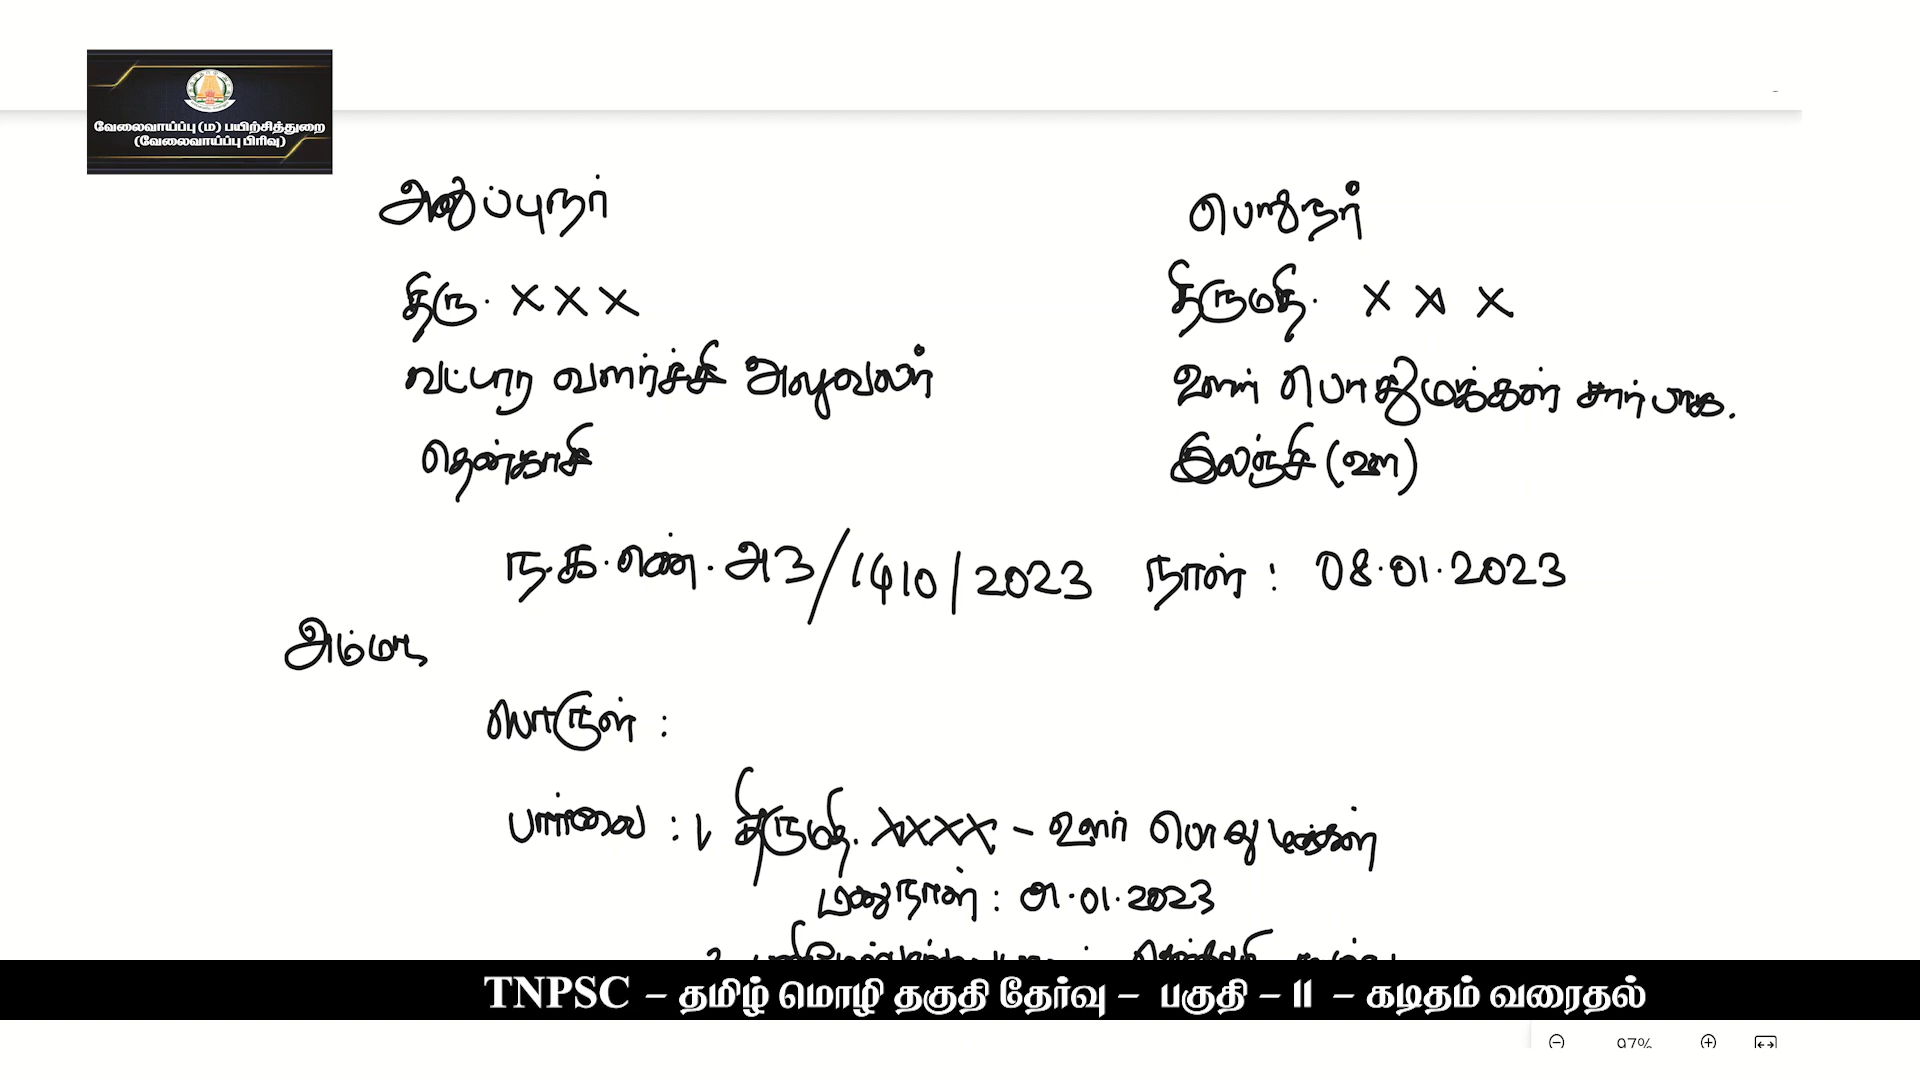 வேலைவாய்ப்பு (ம) பயிற்சித்துறை
(வேலைவாய்ப்பு பிரிவு)
அனுப்புநர்
பெறுநர்
திரு. XXX
திருமதி. X X X
வட்டார வளர்ச்சி அலுவலர்
ஊர் பொதுமக்கள் சார்பாக.
தென்காசி
இலஞ்சி (ஊ)
ந.க.எண். அ3/1410/2023 நாள் : 08.01.2023
அம்மா
பொருள் :
பார்வை : 1. திருமதி. XXXX – ஊர் பொதுமக்கள்
மனுநாள் : 01.01.2023
TNPSC – தமிழ் மொழி தகுதி தேர்வு – பகுதி – II – கடிதம் வரைதல்
97%